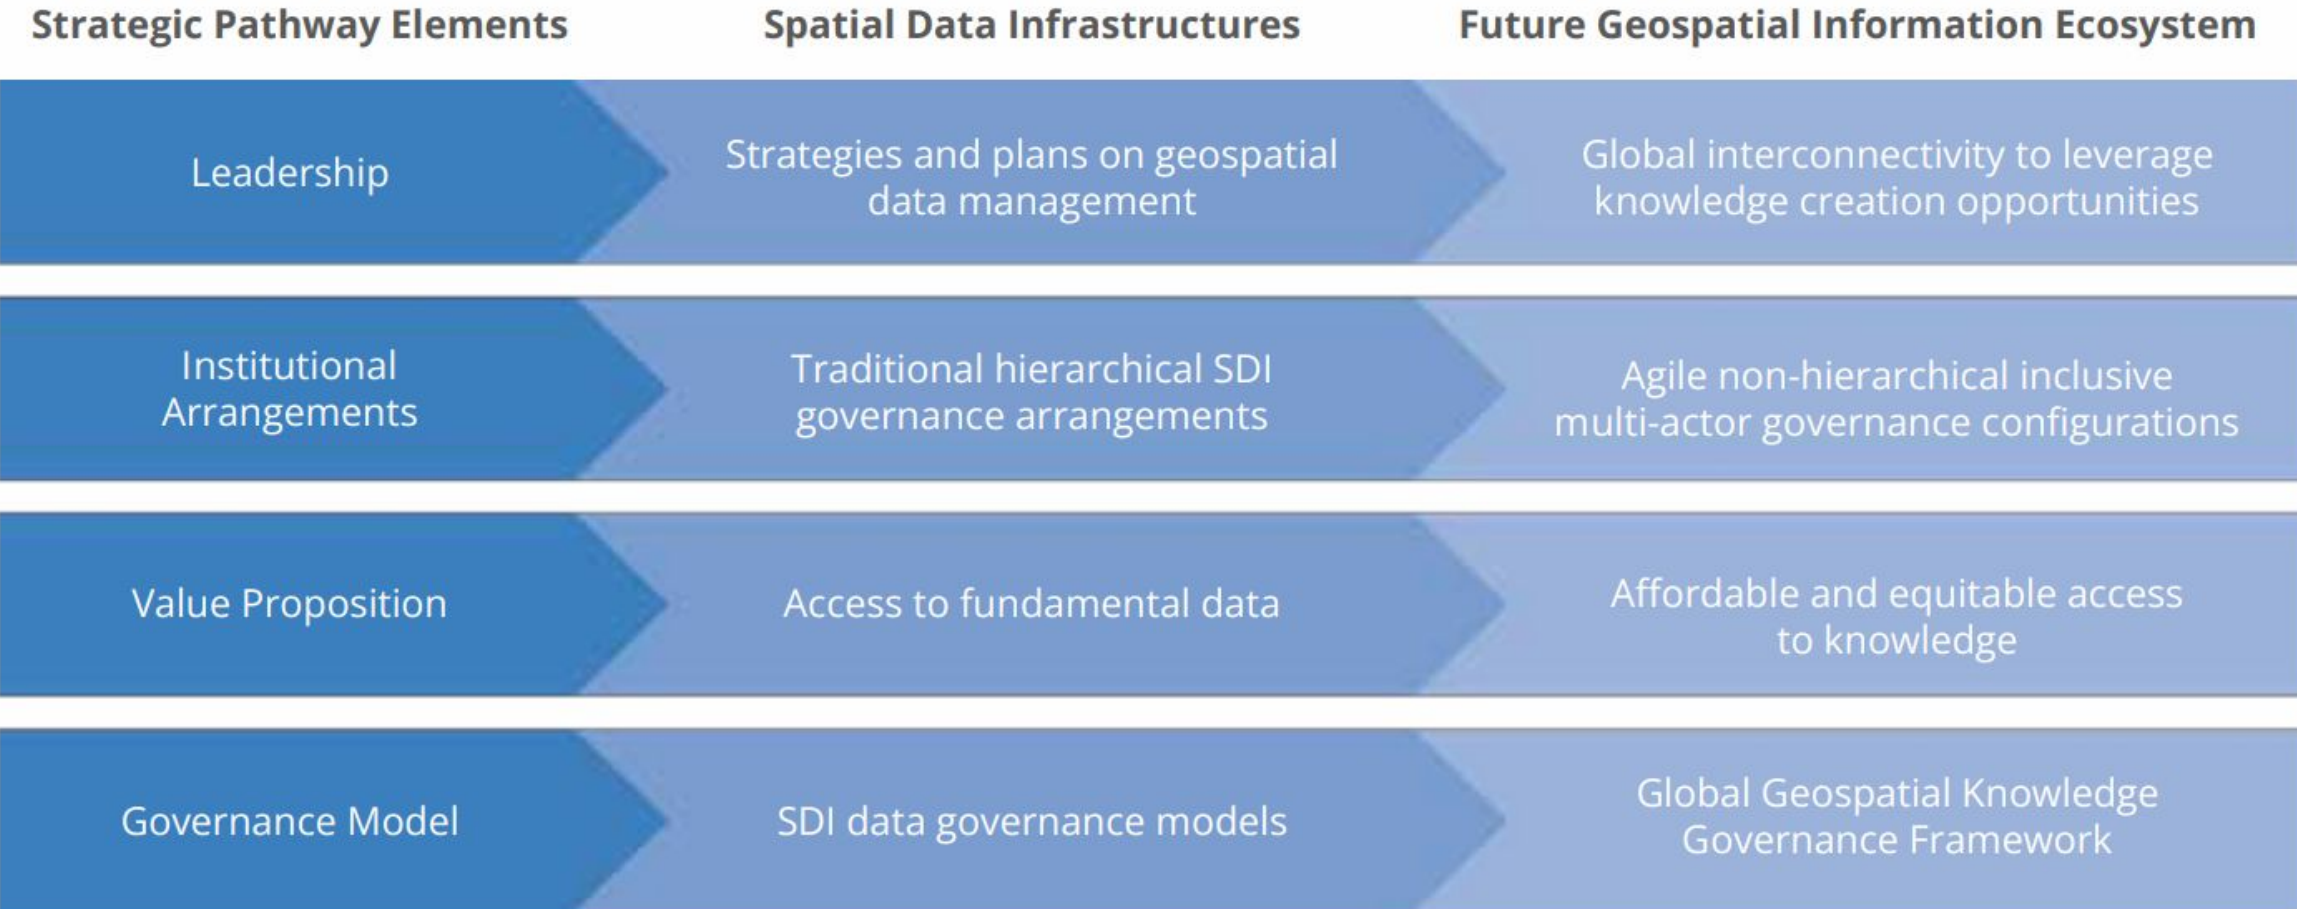 Strategic Pathway Elements
Spatial Data Infrastructures
Future Geospatial Information Ecosystem
Leadership
Strategies and plans on geospatial
data management
Global interconnectivity to leverage
knowledge creation opportunities
Institutional
Arrangements
Traditional hierarchical SDI
governance arrangements
Agile non-hierarchical inclusive
multi-actor governance configurations
Value Proposition
Access to fundamental data
Affordable and equitable access
to knowledge
Governance Model
SDI data governance models
Global Geospatial Knowledge
Governance Framework